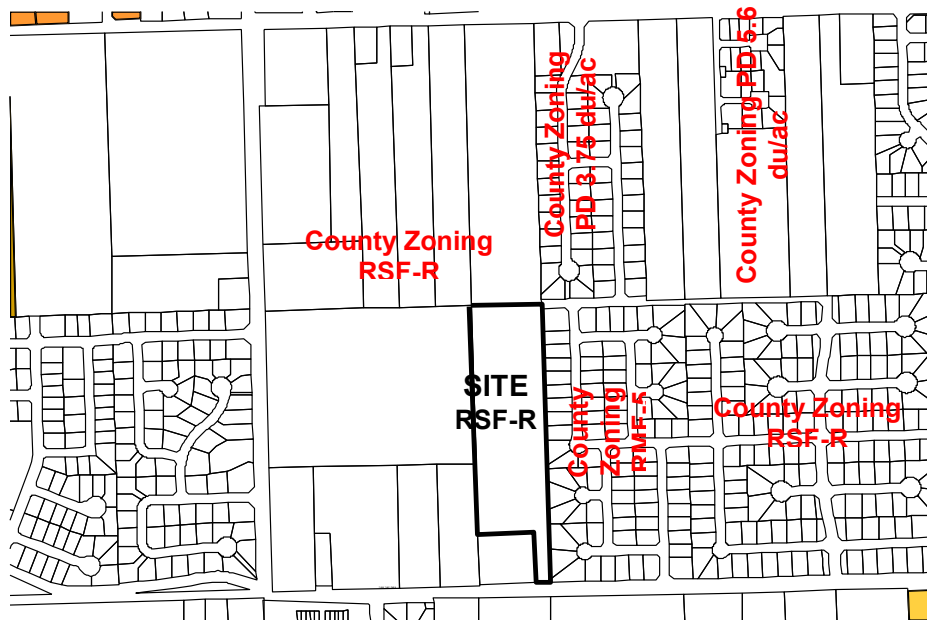 County Zoning
PD 3.75 du/ac
County Zoning PD 5.6
du/ac
County Zoning
RSF-R
SITE
RSF-R
County
Zoning
RMF-5
County Zoning
RSF-R